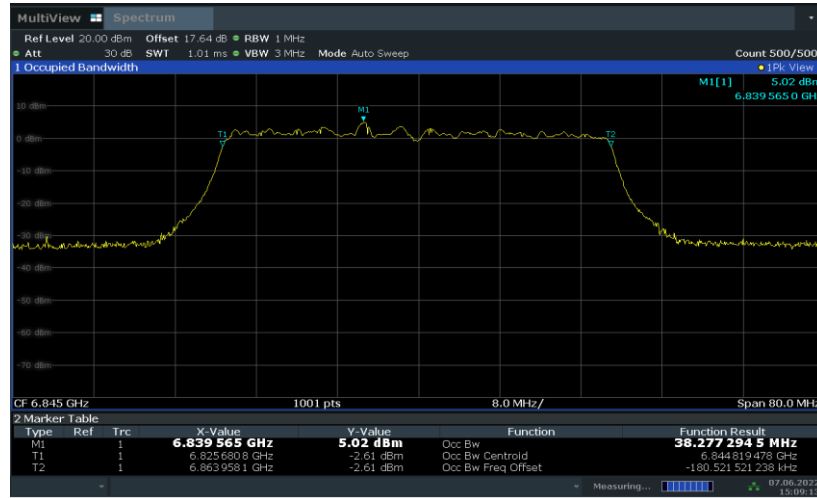 MultiView Spectrum
Ref Level 20.00 dBm Offset 17.64 dB RBW 1 MHz
Att 30 dB SWT 1.01 ms VBW 3 MHz Mode Auto Sweep Count 500/500
1 Occupied Bandwidth 1Pk View
M1[1] 5.02 dBm
6.839 565 0 GH
10 dBm
M1
T1 T2
0 dBm
-10 dBm
-20 dBm
-30 dBm
-40 dBm
-50 dBm
-60 dBm
-70 dBm
CF 6.845 GHz 1001 pts 8.0 MHz/ Span 80.0 MHz
2 Marker Table
Type Ref Trc X-Value Y-Value Function Function Result
M1 1 6.839 565 GHz 5.02 dBm Occ Bw 38.277 294 5 MHz
T1 1 6.825 680 8 GHz -2.61 dBm Occ Bw Centroid 6.844 819 478 GHz
T2 1 6.863 958 1 GHz -2.61 dBm Occ Bw Freq Offset -180.521 521 238 kHz
Measuring... 07.06.2022